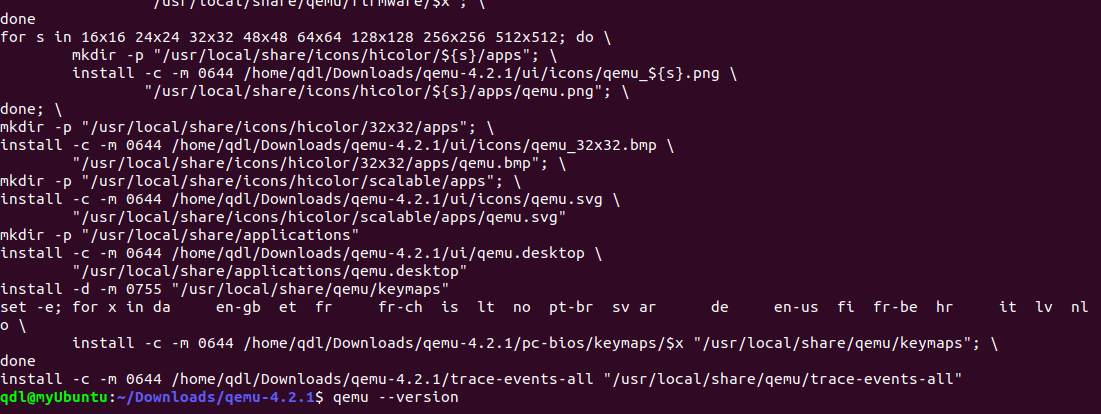 "/usr/local/share/qemu/firmware/$x"; \
done
for s in 16x16 24x24 32x32 48x48 64x64 128x128 256x256 512x512; do \
        mkdir -p "/usr/local/share/icons/hicolor/${s}/apps"; \
        install -c -m 0644 /home/qdl/Downloads/qemu-4.2.1/ui/icons/qemu_${s}.png \
                "/usr/local/share/icons/hicolor/${s}/apps/qemu.png"; \
done; \
mkdir -p "/usr/local/share/icons/hicolor/32x32/apps"; \
install -c -m 0644 /home/qdl/Downloads/qemu-4.2.1/ui/icons/qemu_32x32.bmp \
        "/usr/local/share/icons/hicolor/32x32/apps/qemu.bmp"; \
mkdir -p "/usr/local/share/icons/hicolor/scalable/apps"; \
install -c -m 0644 /home/qdl/Downloads/qemu-4.2.1/ui/icons/qemu.svg \
        "/usr/local/share/icons/hicolor/scalable/apps/qemu.svg"
mkdir -p "/usr/local/share/applications"
install -c -m 0644 /home/qdl/Downloads/qemu-4.2.1/ui/qemu.desktop \
        "/usr/local/share/applications/qemu.desktop"
install -d -m 0755 "/usr/local/share/qemu/keymaps"
set -e; for x in da     en-gb  et  fr     fr-ch  is  lt  no  pt-br  sv ar      de     en-us  fi  fr-be  hr     it  lv  nl
o \
        install -c -m 0644 /home/qdl/Downloads/qemu-4.2.1/pc-bios/keymaps/$x "/usr/local/share/qemu/keymaps"; \
done
install -c -m 0644 /home/qdl/Downloads/qemu-4.2.1/trace-events-all "/usr/local/share/qemu/trace-events-all"
qdl@myUbuntu:~/Downloads/qemu-4.2.1$ qemu --version